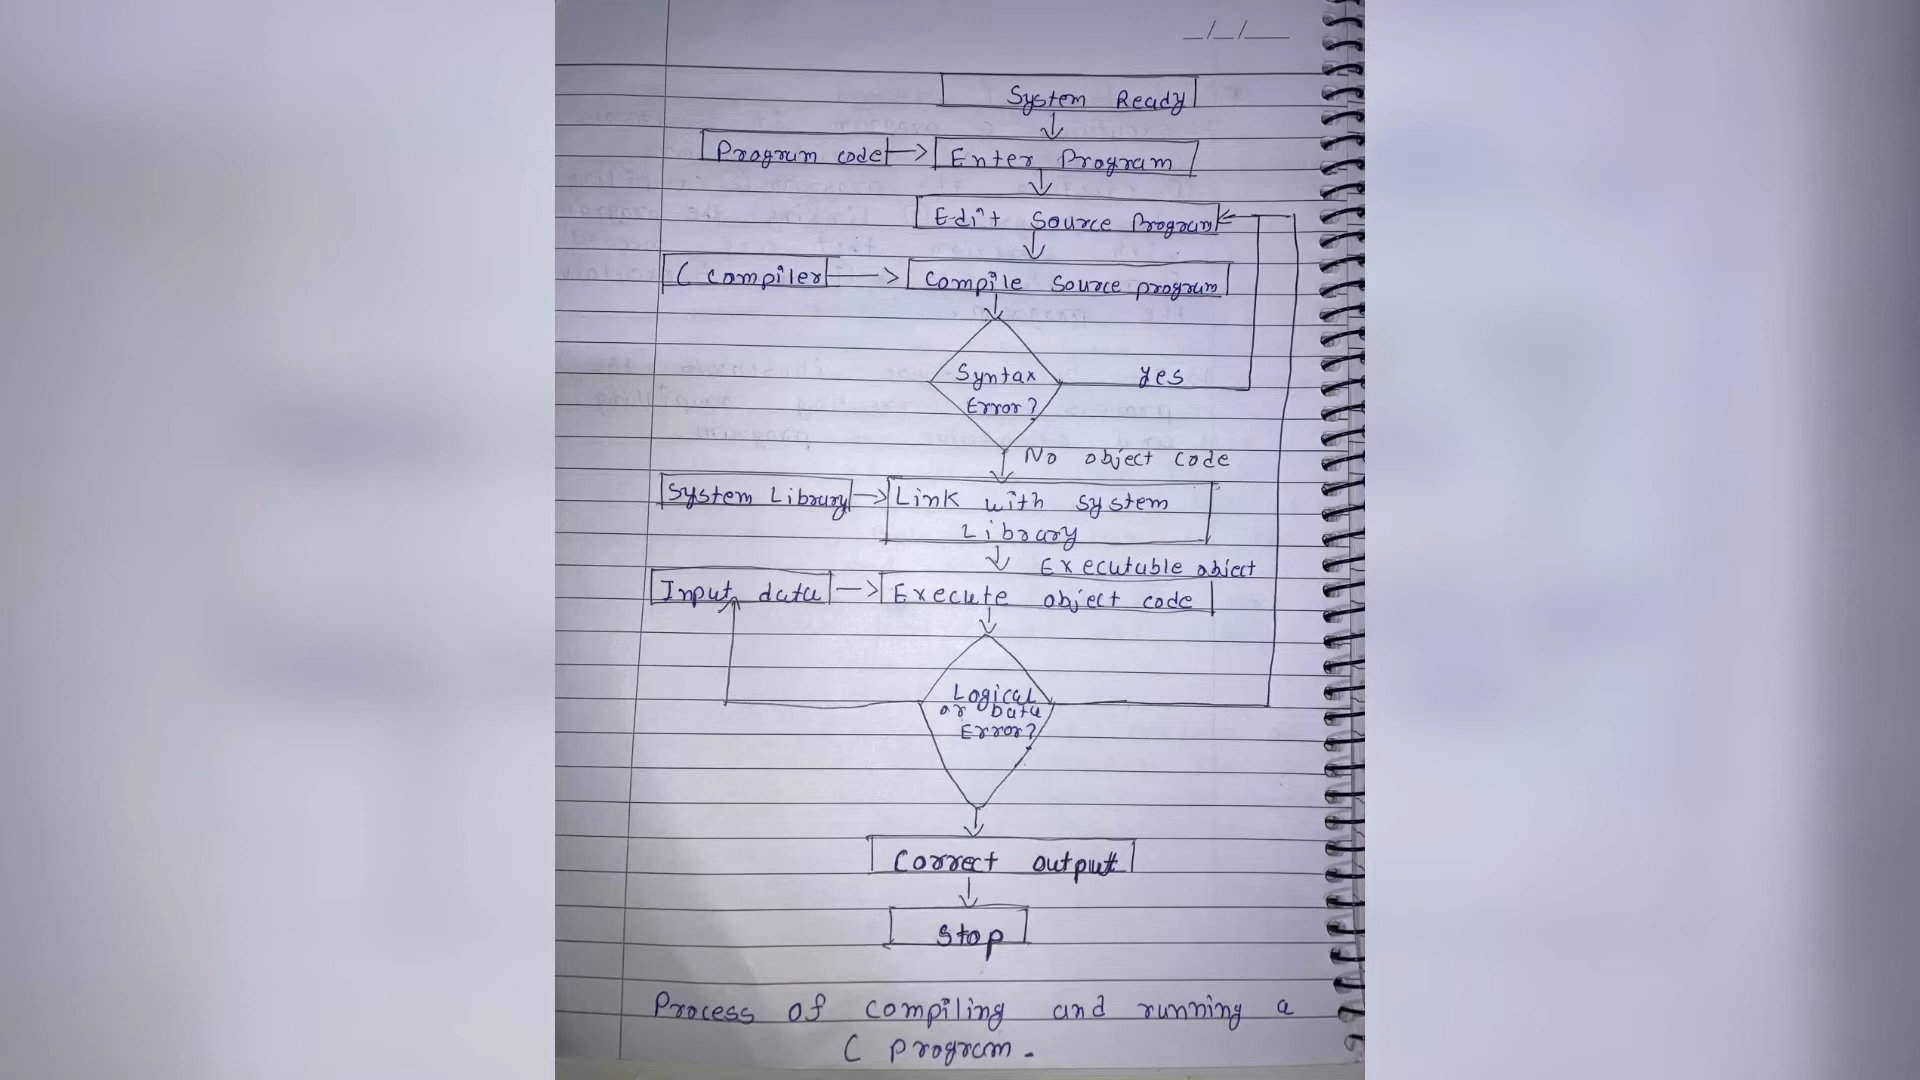 _/_/__
System Ready
Program code Enter Program
Edit Source Program
C Compiler Compile Source program
Syntax yes
Error?
No object code
System Library Link with system
Library
Executable object
Input data Execute object code
Logical
or Data
Error?
Correct output
Stop
Process of compiling and running a
C program.